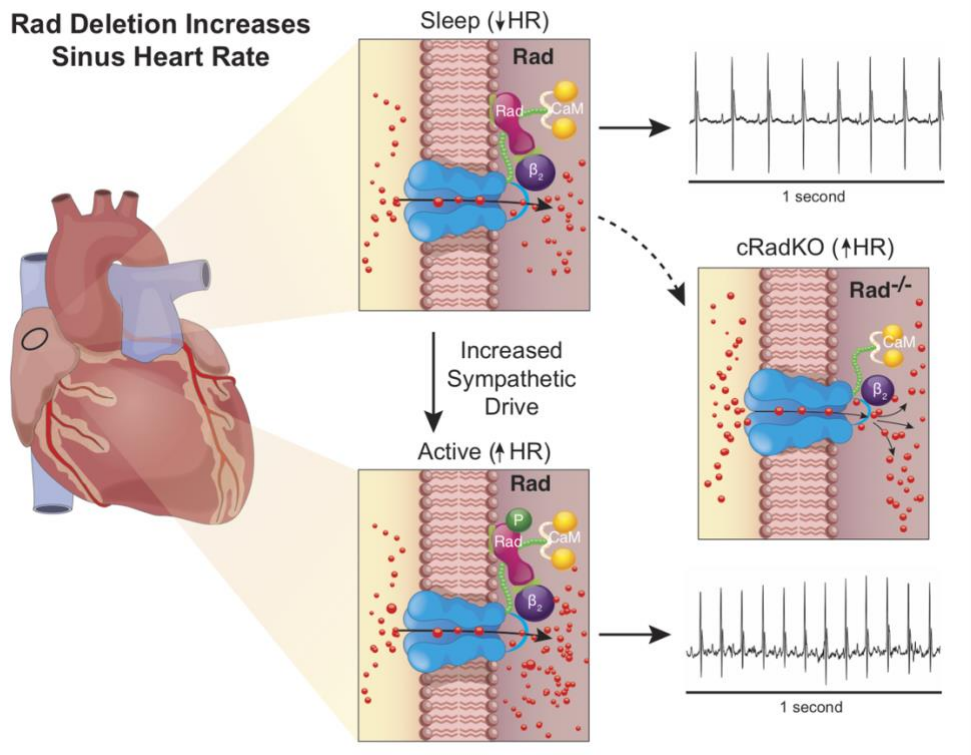 Rad Deletion Increases
Sinus Heart Rate
Sleep (↓HR)
Rad
Rad
CaM
β₂
1 second
cRadKO (↑HR)
Rad-/-
CaM
β₂
Increased
Sympathetic
Drive
Active (↑HR)
Rad
P
Rad
CaM
β₂
1 second